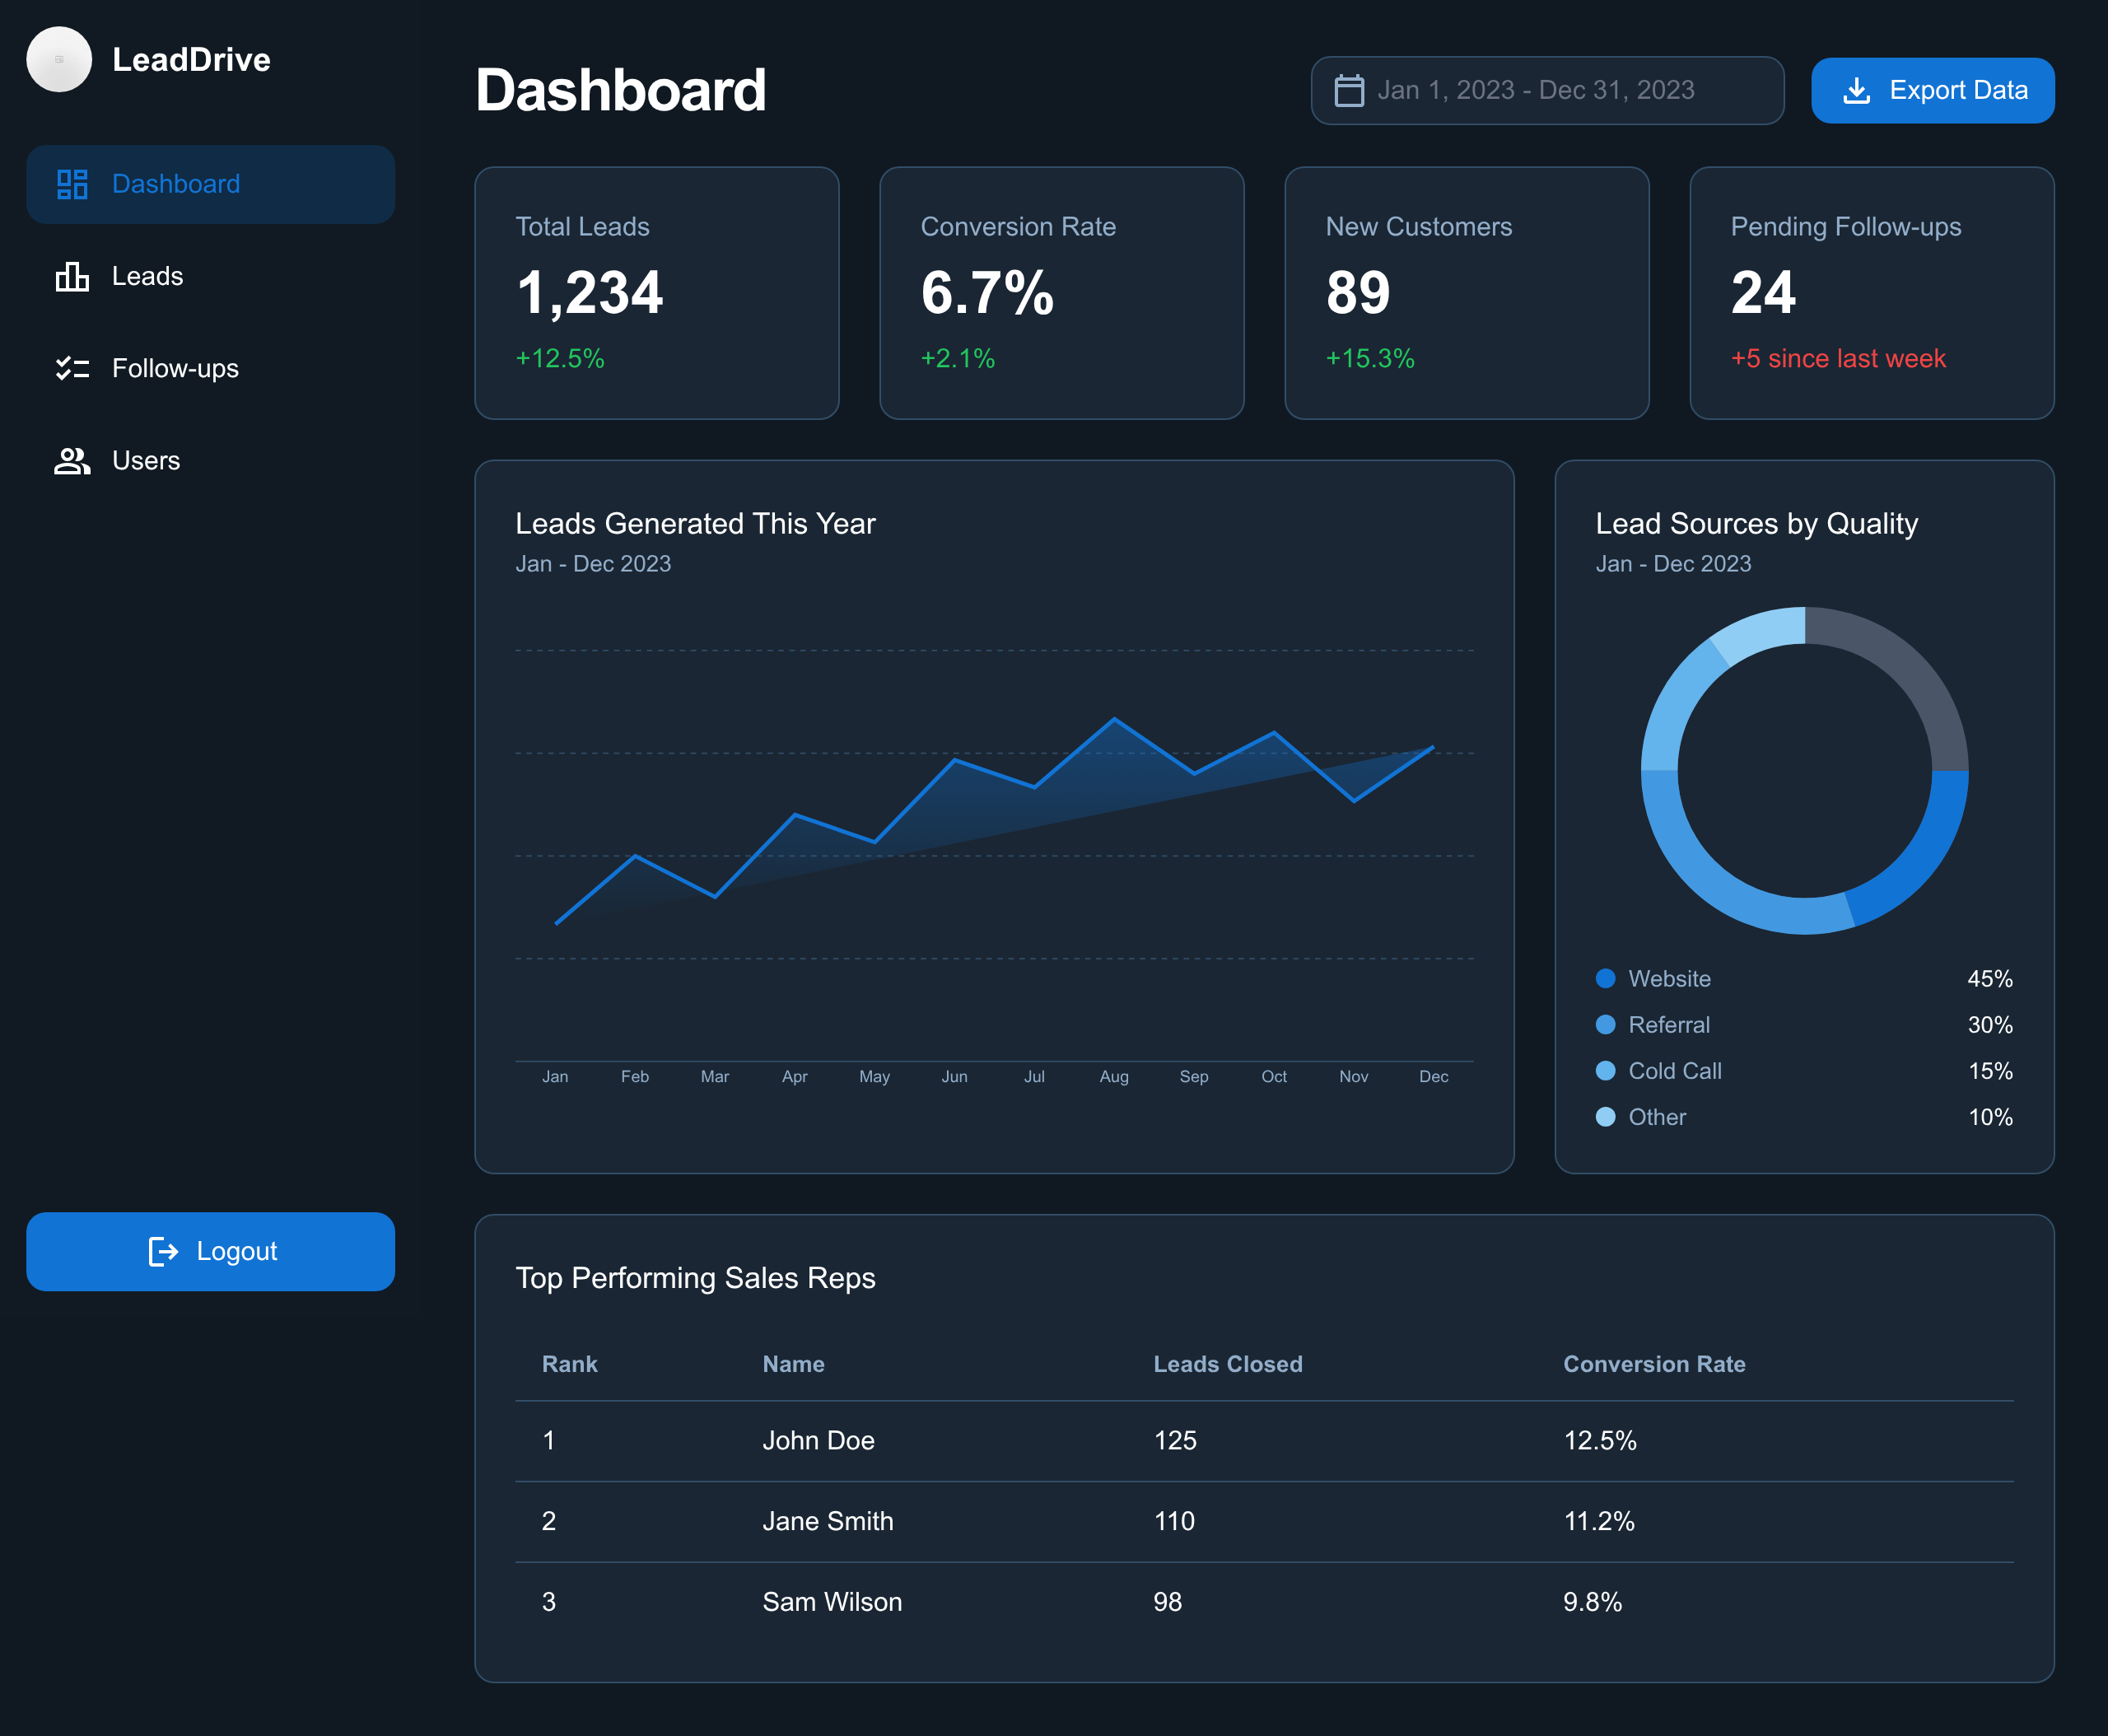 LeadDrive
Dashboard
Leads
Follow-ups
Users
Logout
Dashboard
Jan 1, 2023 - Dec 31, 2023
Export Data
Total Leads
1,234
+12.5%
Conversion Rate
6.7%
+2.1%
New Customers
89
+15.3%
Pending Follow-ups
24
+5 since last week
Leads Generated This Year
Jan - Dec 2023
Jan Feb Mar Apr May Jun Jul Aug Sep Oct Nov Dec
Lead Sources by Quality
Jan - Dec 2023
Website 45%
Referral 30%
Cold Call 15%
Other 10%
Top Performing Sales Reps
Rank Name Leads Closed Conversion Rate
1 John Doe 125 12.5%
2 Jane Smith 110 11.2%
3 Sam Wilson 98 9.8%